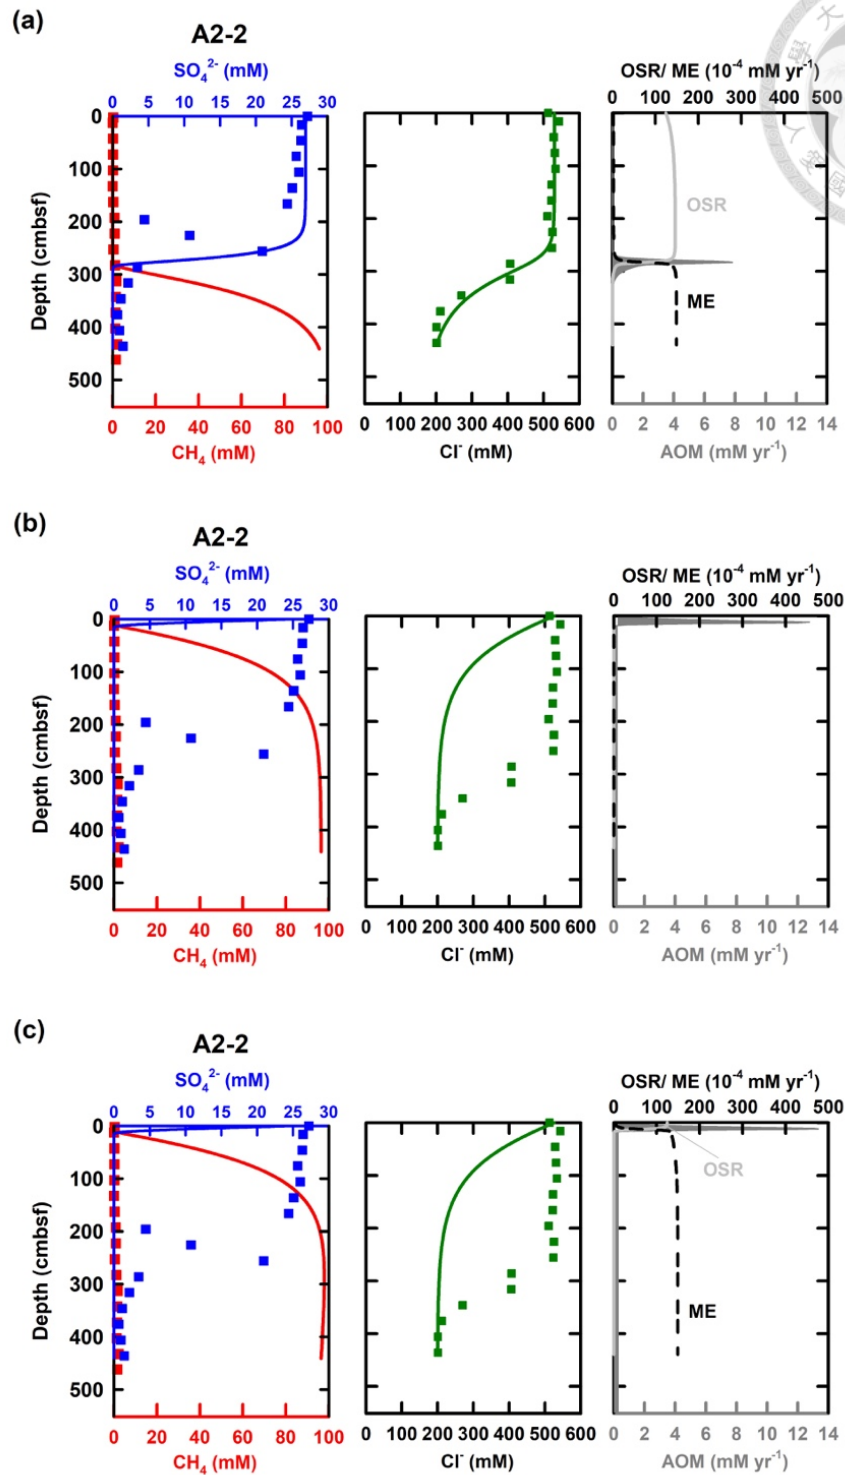 (a)
A2-2
SO₄²⁻ (mM)
0 5 10 15 20 25 30
OSR/ ME (10⁻⁴ mM yr⁻¹)
0 100 200 300 400 500
Depth (cmbsf)
0
100
200
300
400
500
OSR
ME
0 20 40 60 80 100
CH₄ (mM)
0 100 200 300 400 500 600
Cl⁻ (mM)
0 2 4 6 8 10 12 14
AOM (mM yr⁻¹)
(b)
A2-2
SO₄²⁻ (mM)
0 5 10 15 20 25 30
OSR/ ME (10⁻⁴ mM yr⁻¹)
0 100 200 300 400 500
Depth (cmbsf)
0
100
200
300
400
500
0 20 40 60 80 100
CH₄ (mM)
0 100 200 300 400 500 600
Cl⁻ (mM)
0 2 4 6 8 10 12 14
AOM (mM yr⁻¹)
(c)
A2-2
SO₄²⁻ (mM)
0 5 10 15 20 25 30
OSR/ ME (10⁻⁴ mM yr⁻¹)
0 100 200 300 400 500
Depth (cmbsf)
0
100
200
300
400
500
OSR
ME
0 20 40 60 80 100
CH₄ (mM)
0 100 200 300 400 500 600
Cl⁻ (mM)
0 2 4 6 8 10 12 14
AOM (mM yr⁻¹)
大
學
人